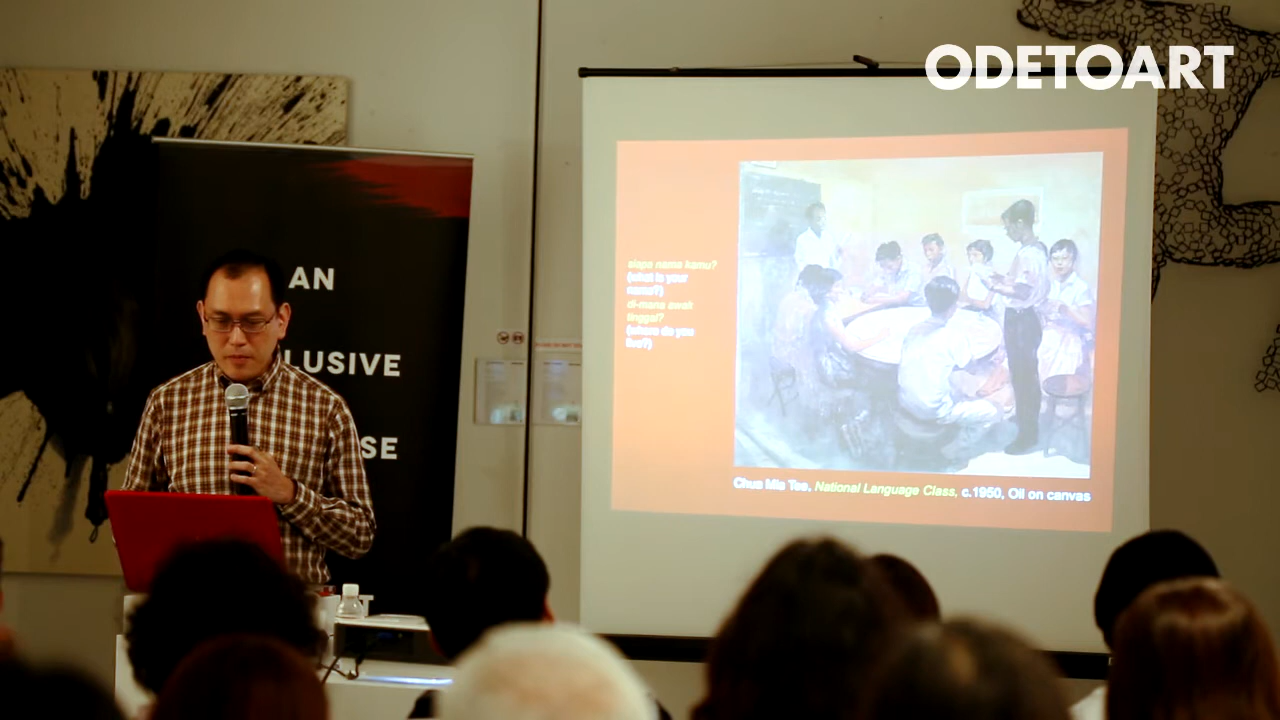 ODETOART
AN
LUSIVE
SE
siapa nama kamu?
(what is your
name?)
di-mana awak
tinggal?
(where do you
live?)
Chua Mia Tee, National Language Class, c.1950, Oil on canvas